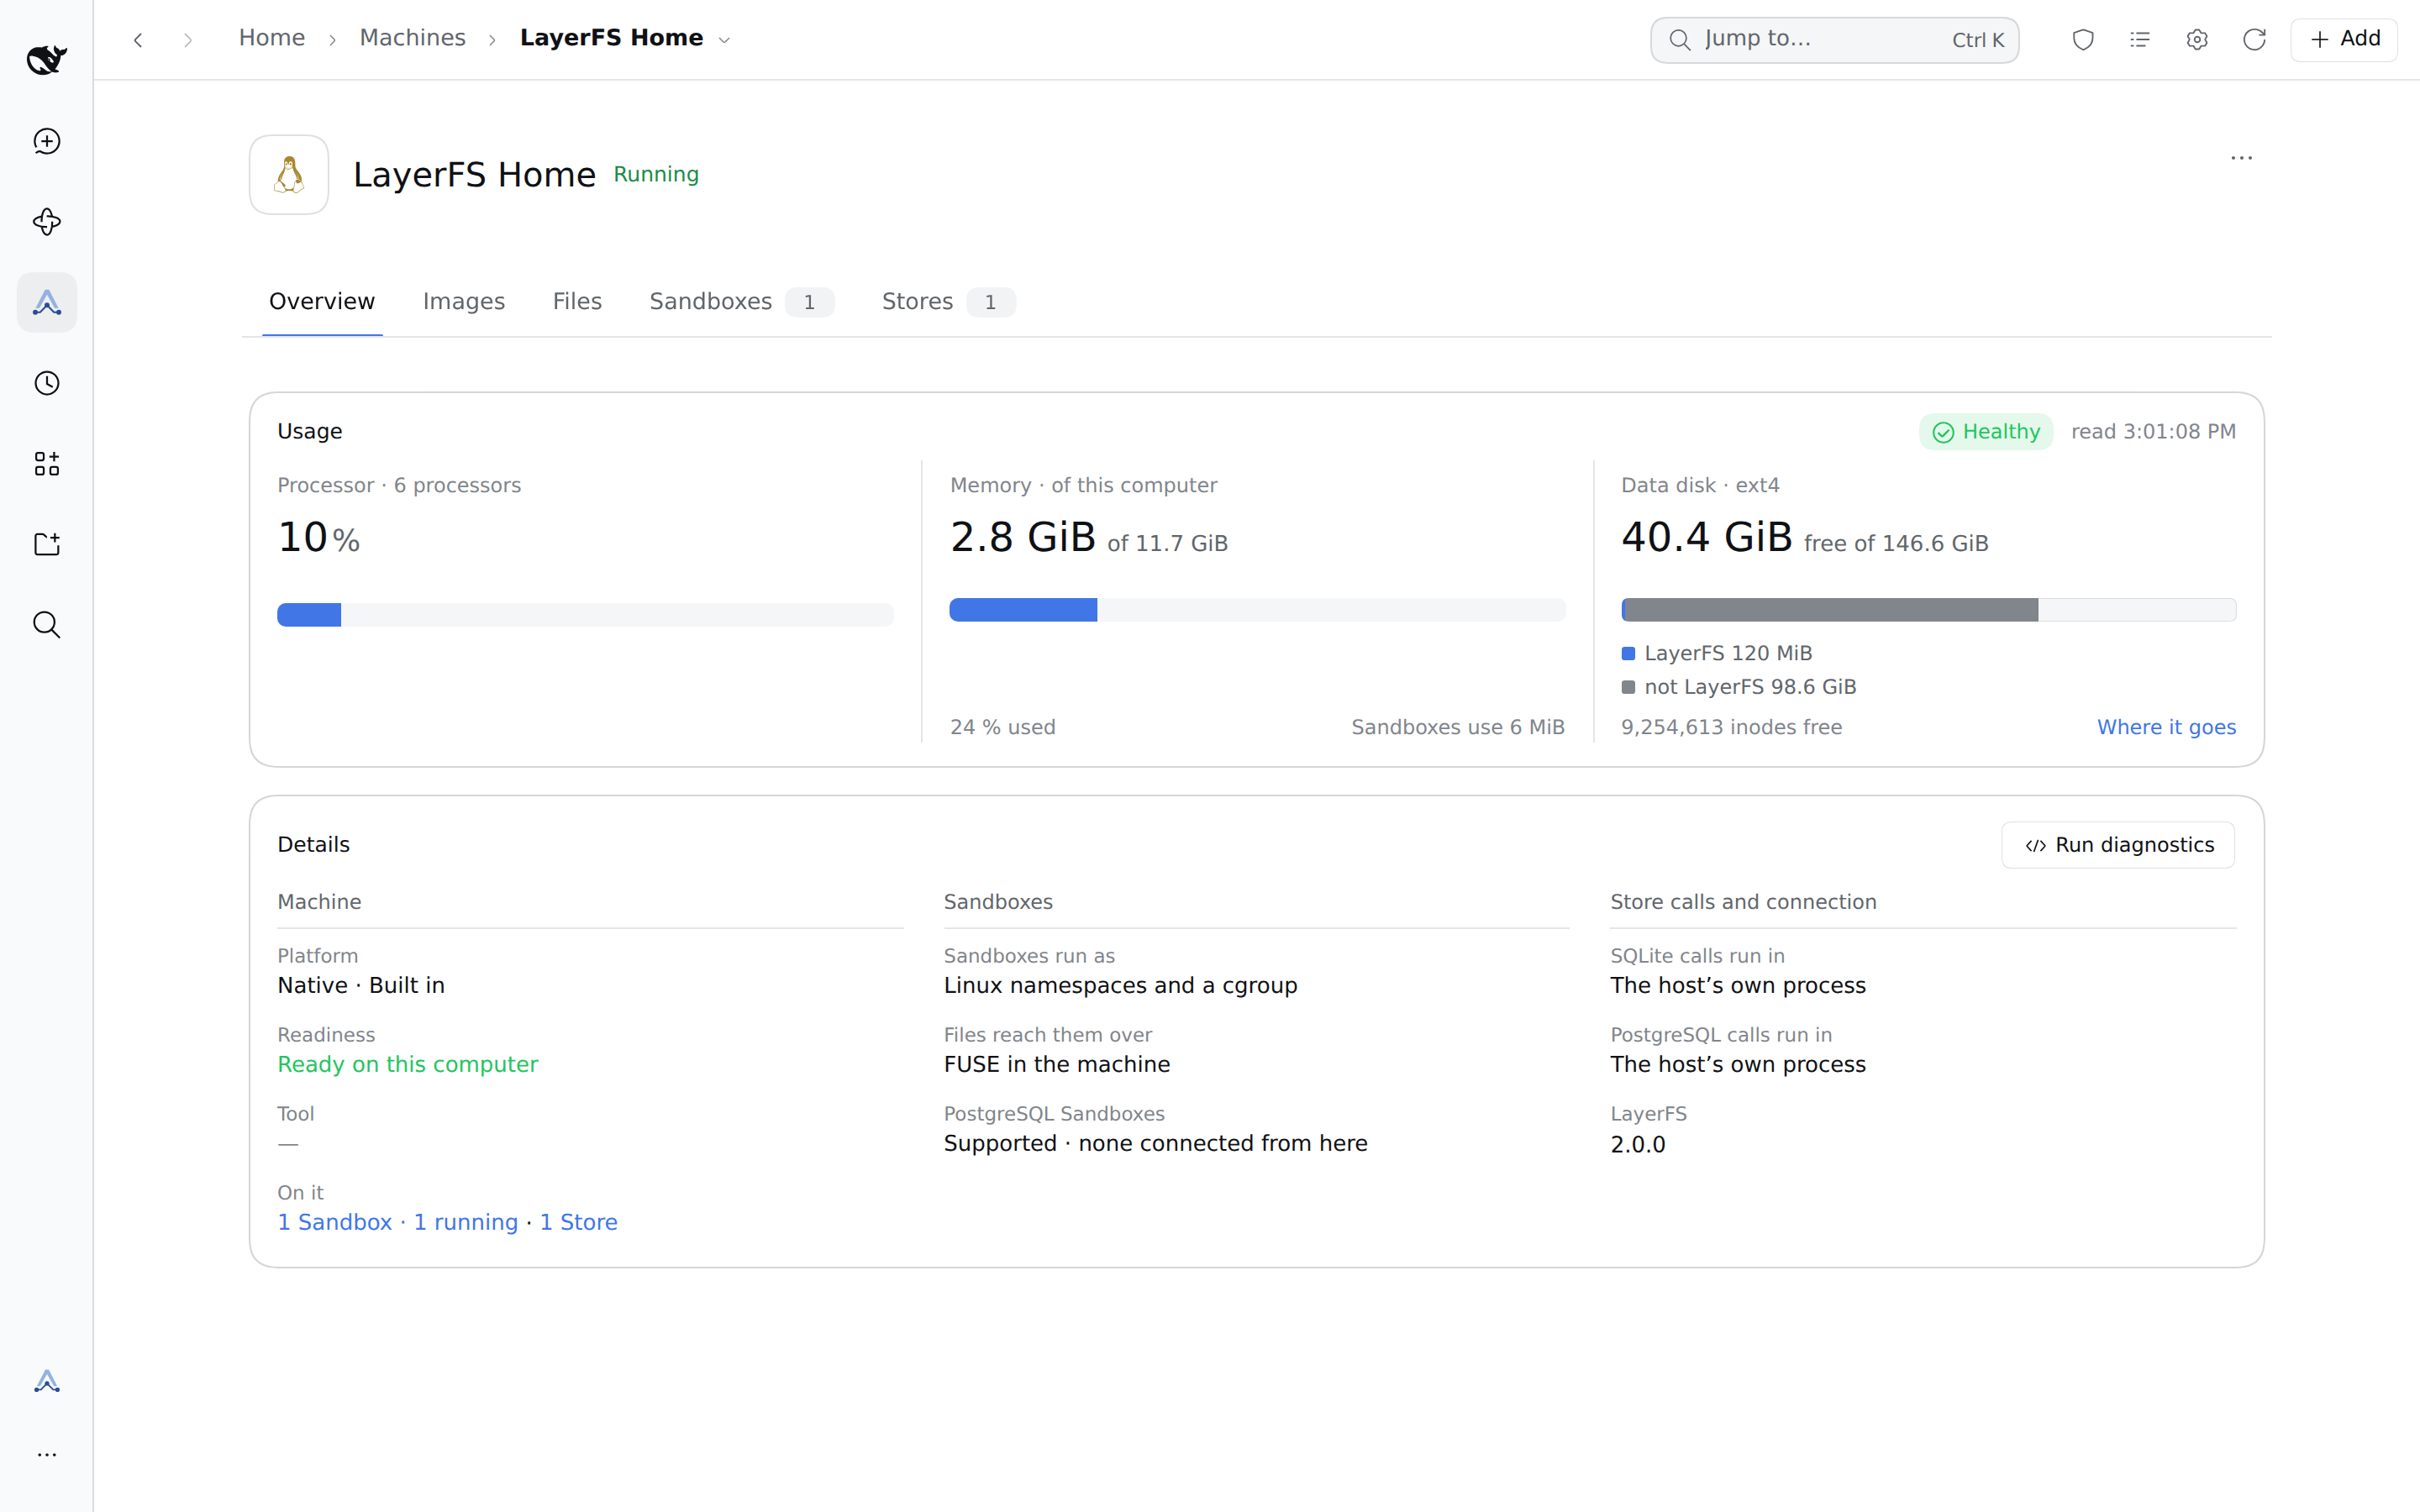 Home
Machines
LayerFS Home
Jump to…
Ctrl K
Add
LayerFS Home
Running
Overview
Images
Files
Sandboxes 1
Stores 1
Usage
Healthy
read 3:01:08 PM
Processor · 6 processors
10 %
Memory · of this computer
2.8 GiB of 11.7 GiB
24 % used
Sandboxes use 6 MiB
Data disk · ext4
40.4 GiB free of 146.6 GiB
LayerFS 120 MiB
not LayerFS 98.6 GiB
9,254,613 inodes free
Where it goes
Details
Run diagnostics
Machine
Platform
Native · Built in
Readiness
Ready on this computer
Tool
—
On it
1 Sandbox · 1 running · 1 Store
Sandboxes
Sandboxes run as
Linux namespaces and a cgroup
Files reach them over
FUSE in the machine
PostgreSQL Sandboxes
Supported · none connected from here
Store calls and connection
SQLite calls run in
The host’s own process
PostgreSQL calls run in
The host’s own process
LayerFS
2.0.0